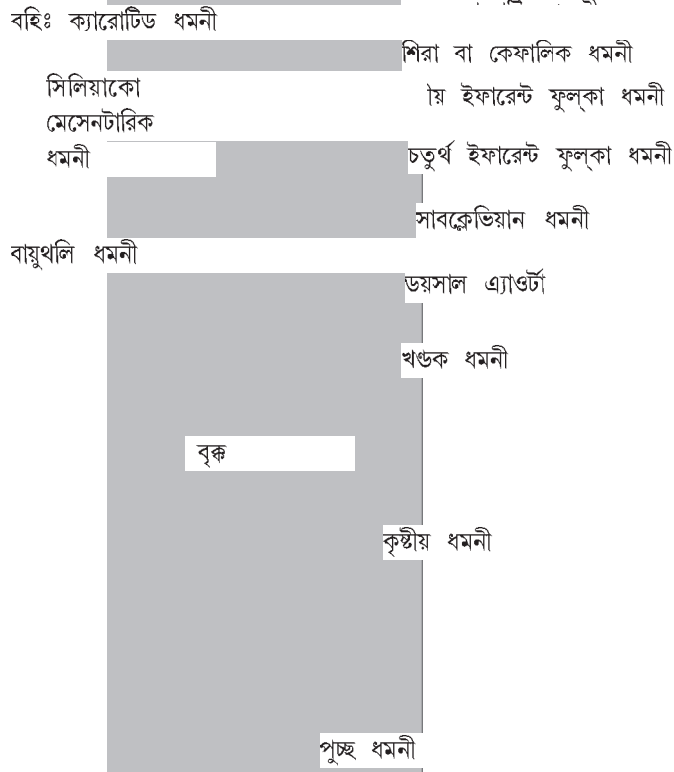 বহিঃ ক্যারোটিড ধমনী
শিরা বা কেফালিক ধমনী
সিলিয়াকো
য় ইফারেন্ট ফুল্কা ধমনী
মেসেনটারিক
ধমনী
চতুর্থ ইফারেন্ট ফুল্কা ধমনী
সাবক্লেভিয়ান ধমনী
বায়ুথলি ধমনী
ডয়সাল এ্যাওর্টা
খণ্ডক ধমনী
বৃক্ক
কৃষ্টীয় ধমনী
পুচ্ছ ধমনী